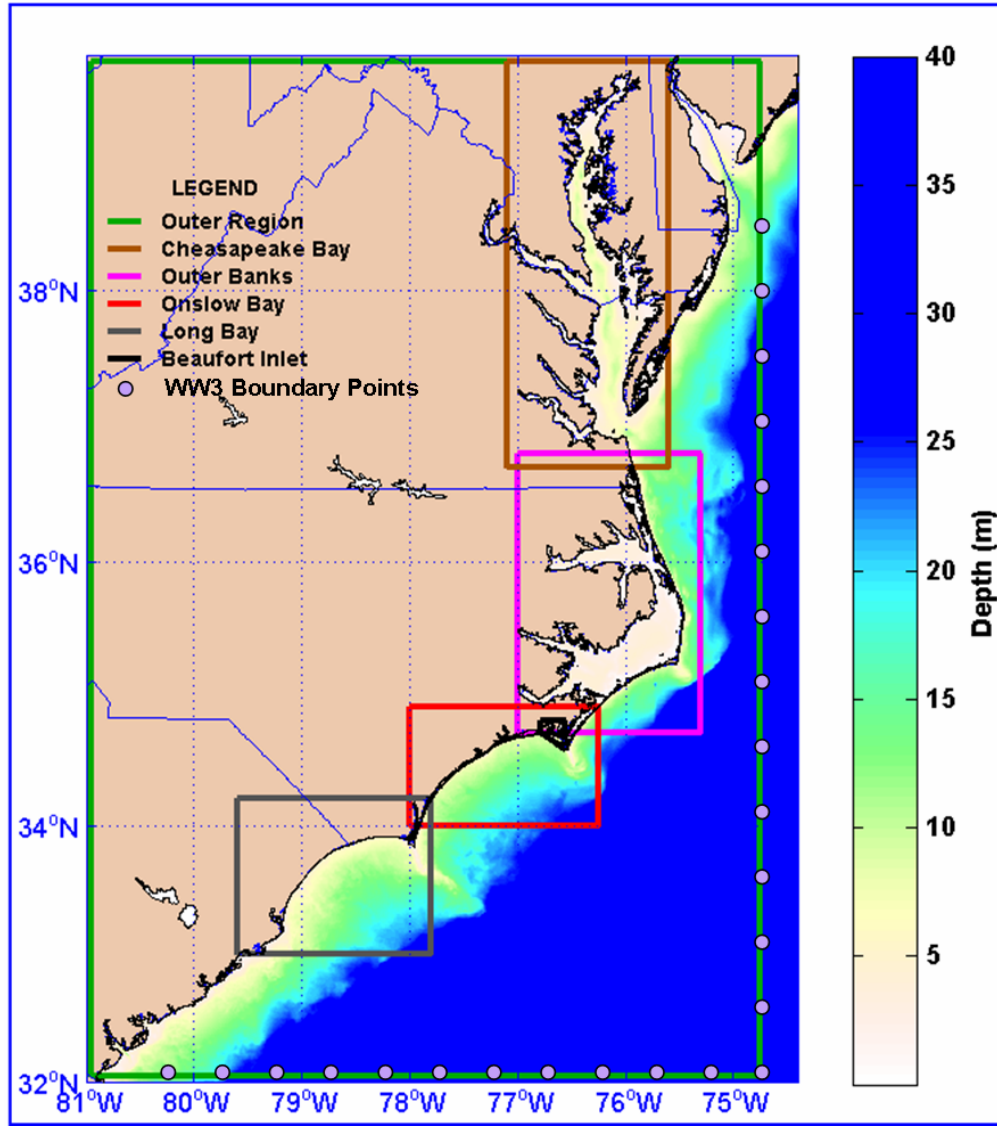 LEGEND
Outer Region
Cheasapeake Bay
Outer Banks
Onslow Bay
Long Bay
Beaufort Inlet
WW3 Boundary Points
38°N
36°N
34°N
32°N
81°W 80°W 79°W 78°W 77°W 76°W 75°W
40
35
30
25
20
15
10
5
Depth (m)